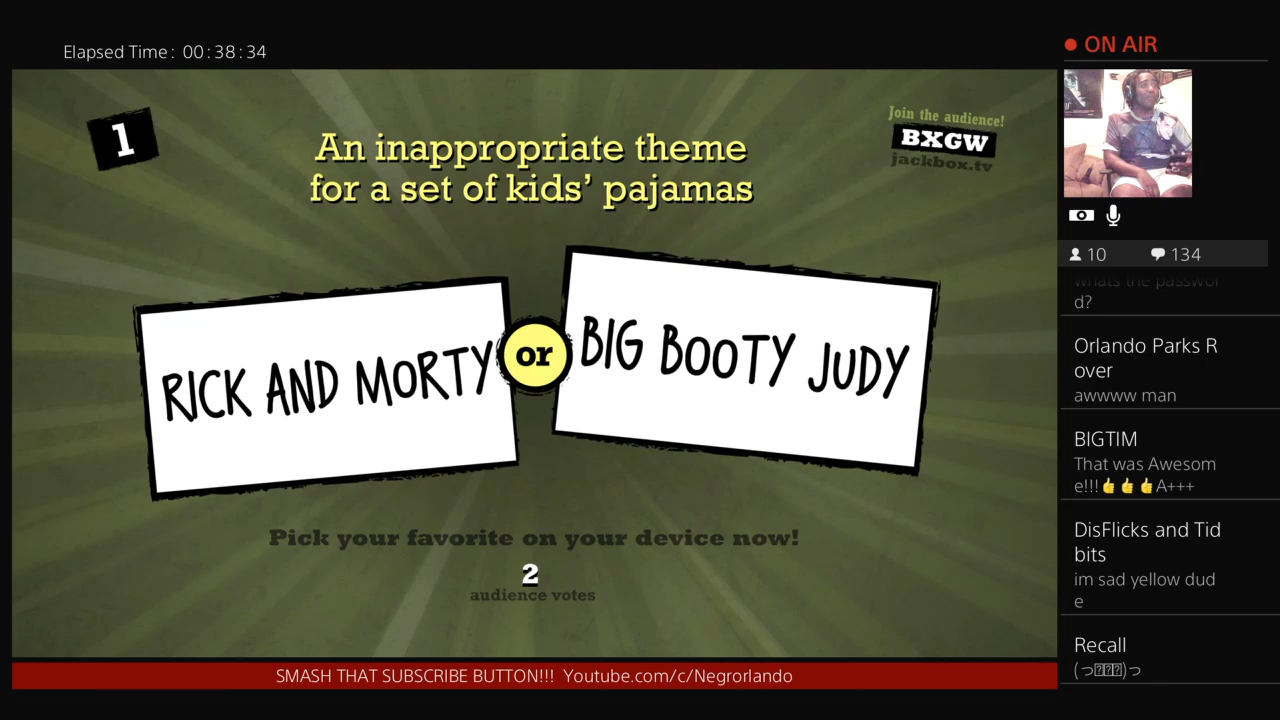 Elapsed Time: 00:38:34
ON AIR
1
An inappropriate theme
for a set of kids' pajamas
Join the audience!
BXGW
jackbox.tv
RICK AND MORTY
or
BIG BOOTY JUDY
Pick your favorite on your device now!
2
audience votes
SMASH THAT SUBSCRIBE BUTTON!!! Youtube.com/c/Negrorlando
10 134
whats the passwor
d?
Orlando Parks R
over
awwww man
BIGTIM
That was Awesom
e!!!👍👍👍A+++
DisFlicks and Tid
bits
im sad yellow dud
e
Recall